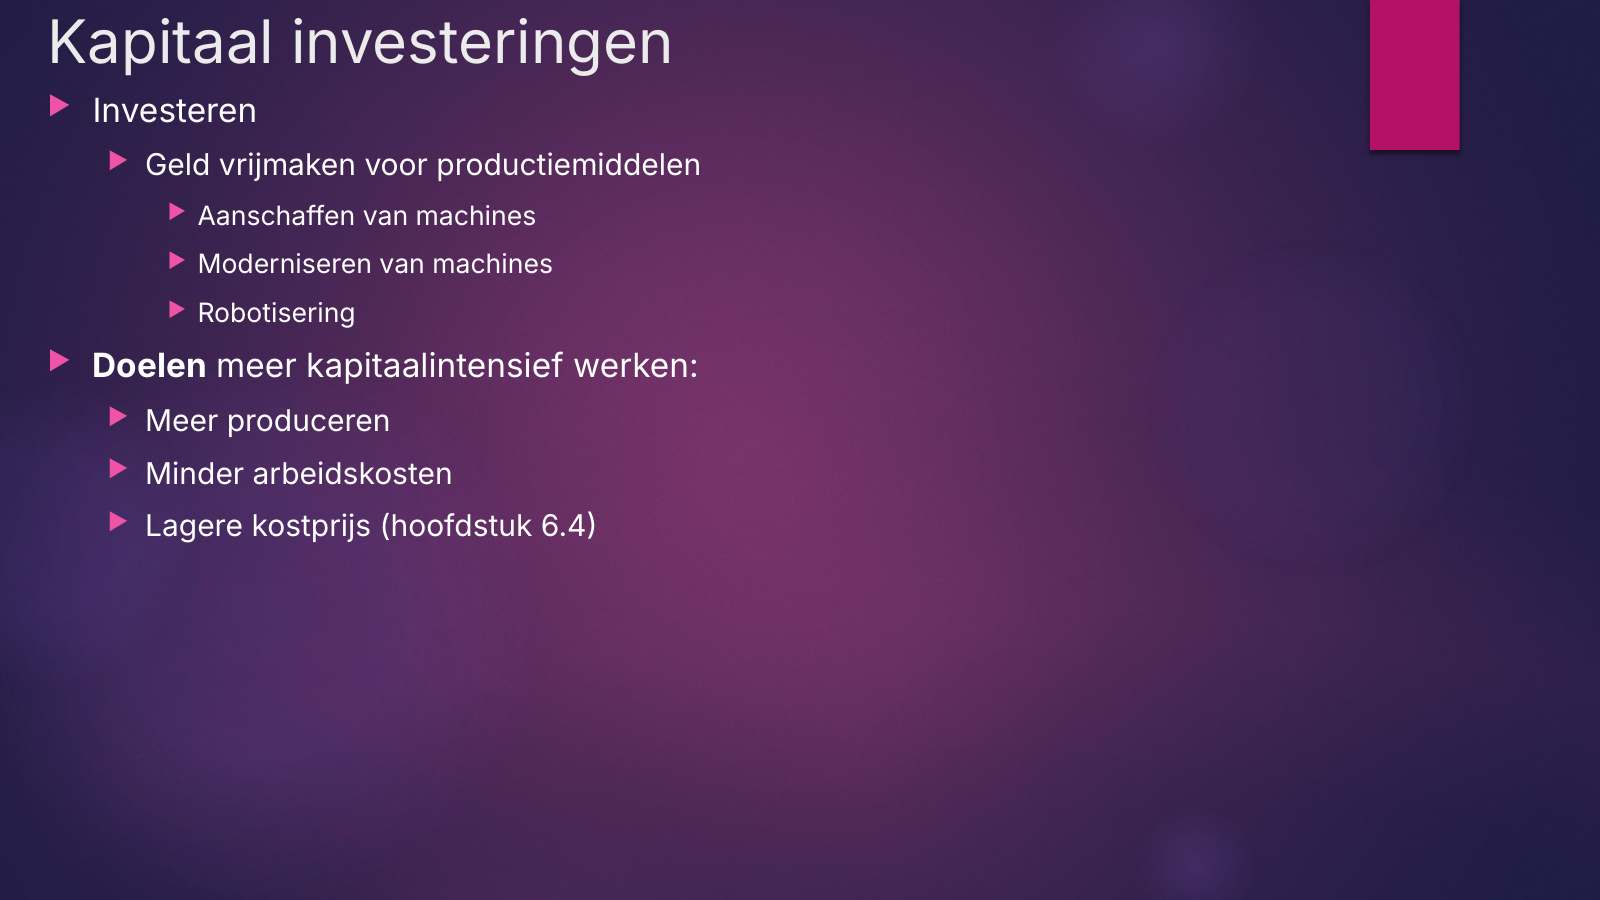 Kapitaal investeringen
Investeren
Geld vrijmaken voor productiemiddelen
Aanschaffen van machines
Moderniseren van machines
Robotisering
Doelen meer kapitaalintensief werken:
Meer produceren
Minder arbeidskosten
Lagere kostprijs (hoofdstuk 6.4)